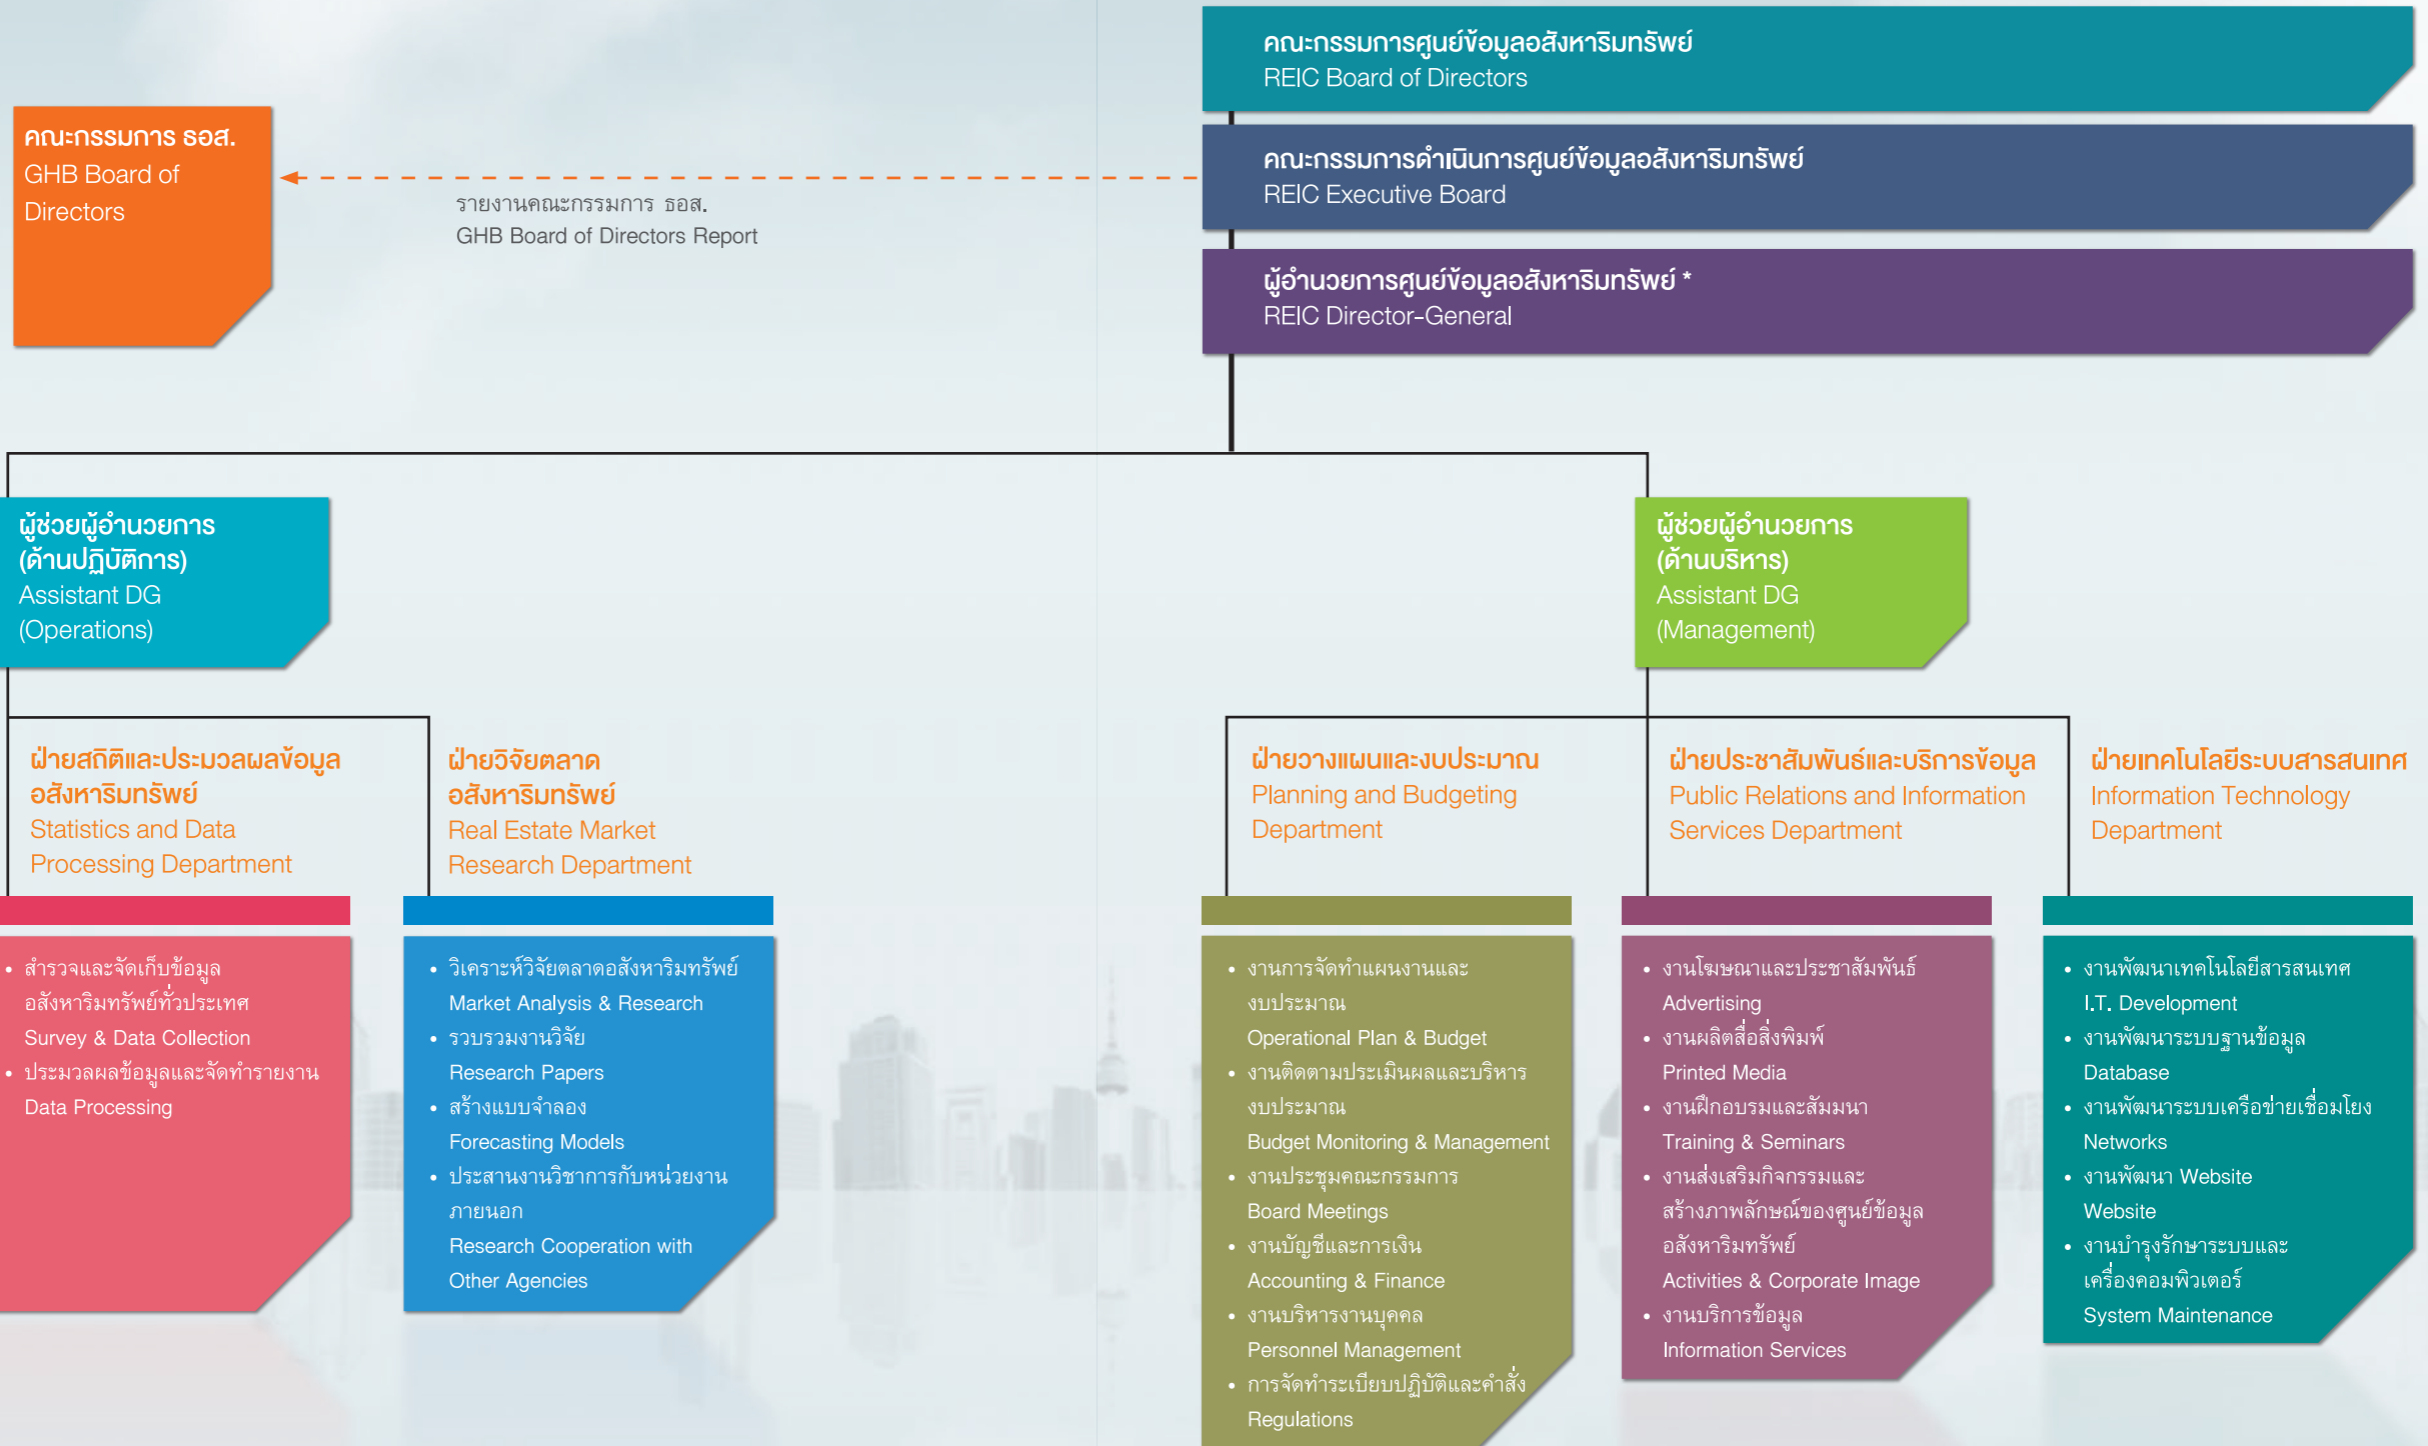 คณะกรรมการศูนย์ข้อมูลอสังหาริมทรัพย์
REIC Board of Directors
คณะกรรมการ ธอส.
GHB Board of
Directors
คณะกรรมการดำเนินการศูนย์ข้อมูลอสังหาริมทรัพย์
REIC Executive Board
รายงานคณะกรรมการ ธอส.
GHB Board of Directors Report
ผู้อำนวยการศูนย์ข้อมูลอสังหาริมทรัพย์ *
REIC Director-General
ผู้ช่วยผู้อำนวยการ
(ด้านปฏิบัติการ)
Assistant DG
(Operations)
ผู้ช่วยผู้อำนวยการ
(ด้านบริหาร)
Assistant DG
(Management)
ฝ่ายสถิติและประมวลผลข้อมูล
อสังหาริมทรัพย์
Statistics and Data
Processing Department
• สำรวจและจัดเก็บข้อมูล
อสังหาริมทรัพย์ทั่วประเทศ
Survey & Data Collection
• ประมวลผลข้อมูลและจัดทำรายงาน
Data Processing
ฝ่ายวิจัยตลาด
อสังหาริมทรัพย์
Real Estate Market
Research Department
• วิเคราะห์วิจัยตลาดอสังหาริมทรัพย์
Market Analysis & Research
• รวบรวมงานวิจัย
Research Papers
• สร้างแบบจำลอง
Forecasting Models
• ประสานงานวิชาการกับหน่วยงาน
ภายนอก
Research Cooperation with
Other Agencies
ฝ่ายวางแผนและงบประมาณ
Planning and Budgeting
Department
• งานการจัดทำแผนงานและ
งบประมาณ
Operational Plan & Budget
• งานติดตามประเมินผลและบริหาร
งบประมาณ
Budget Monitoring & Management
• งานประชุมคณะกรรมการ
Board Meetings
• งานบัญชีและการเงิน
Accounting & Finance
• งานบริหารงานบุคคล
Personnel Management
• การจัดทำระเบียบปฏิบัติและคำสั่ง
Regulations
ฝ่ายประชาสัมพันธ์และบริการข้อมูล
Public Relations and Information
Services Department
• งานโฆษณาและประชาสัมพันธ์
Advertising
• งานผลิตสื่อสิ่งพิมพ์
Printed Media
• งานฝึกอบรมและสัมมนา
Training & Seminars
• งานส่งเสริมกิจกรรมและ
สร้างภาพลักษณ์ของศูนย์ข้อมูล
อสังหาริมทรัพย์
Activities & Corporate Image
• งานบริการข้อมูล
Information Services
ฝ่ายเทคโนโลยีระบบสารสนเทศ
Information Technology
Department
• งานพัฒนาเทคโนโลยีสารสนเทศ
I.T. Development
• งานพัฒนาระบบฐานข้อมูล
Database
• งานพัฒนาระบบเครือข่ายเชื่อมโยง
Networks
• งานพัฒนา Website
Website
• งานบำรุงรักษาระบบและ
เครื่องคอมพิวเตอร์
System Maintenance